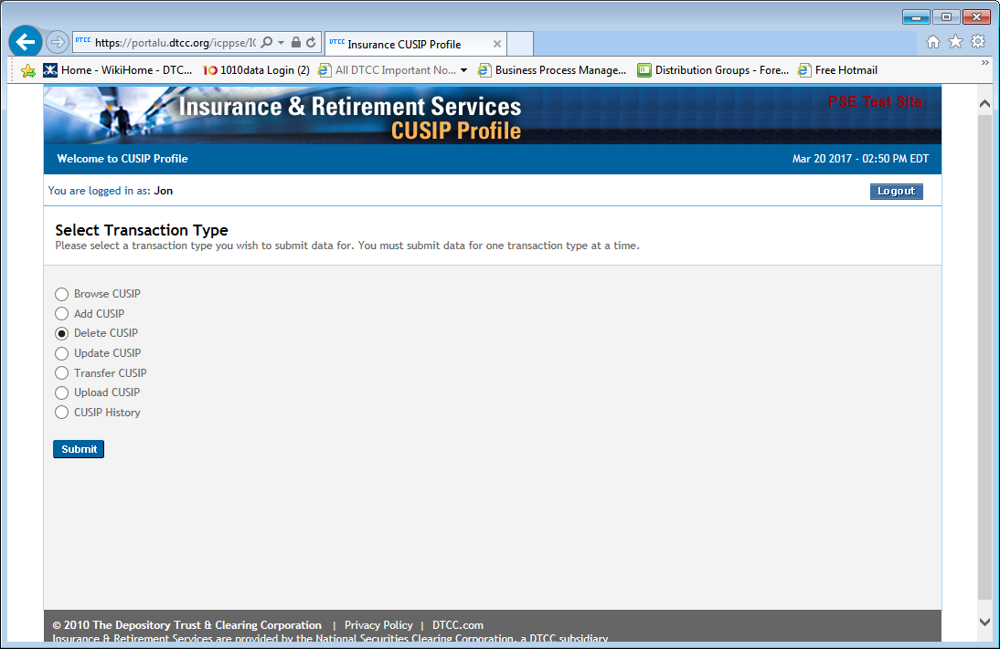 DTCC https://portalu.dtcc.org/icppse/IC
DTCC Insurance CUSIP Profile
Home - WikiHome - DTC... 1010data Login (2) All DTCC Important No... Business Process Manage... Distribution Groups - Fore... Free Hotmail
Insurance & Retirement Services
CUSIP Profile
PSE Test Site
Welcome to CUSIP Profile
Mar 20 2017 - 02:50 PM EDT
You are logged in as: Jon
Logout
Select Transaction Type
Please select a transaction type you wish to submit data for. You must submit data for one transaction type at a time.
Browse CUSIP
Add CUSIP
Delete CUSIP
Update CUSIP
Transfer CUSIP
Upload CUSIP
CUSIP History
Submit
© 2010 The Depository Trust & Clearing Corporation | Privacy Policy | DTCC.com
Insurance & Retirement Services are provided by the National Securities Clearing Corporation, a DTCC subsidiary